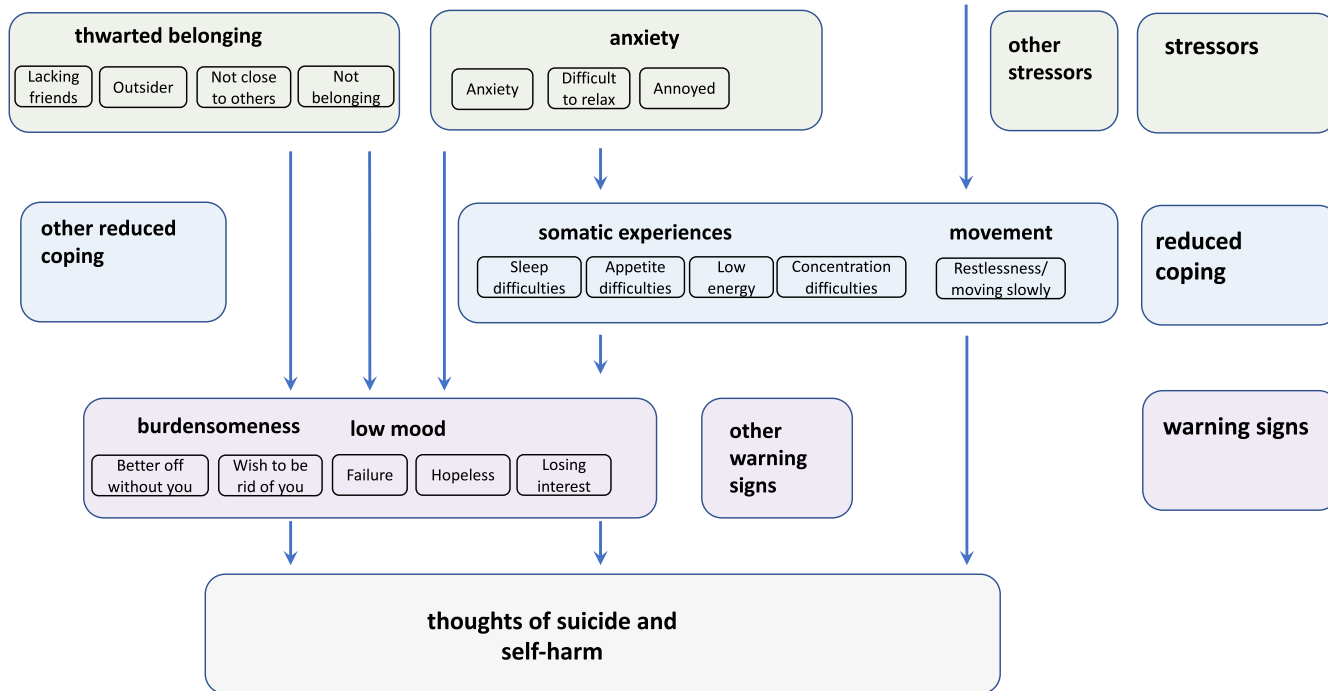 thwarted belonging
Lacking
friends
Outsider
Not close
to others
Not
belonging
anxiety
Anxiety
Difficult
to relax
Annoyed
other
stressors
stressors
other reduced
coping
somatic experiences
Sleep
difficulties
Appetite
difficulties
Low
energy
Concentration
difficulties
movement
Restlessness/
moving slowly
reduced
coping
burdensomeness
low mood
Better off
without you
Wish to be
rid of you
Failure
Hopeless
Losing
interest
other
warning
signs
warning signs
thoughts of suicide and
self-harm